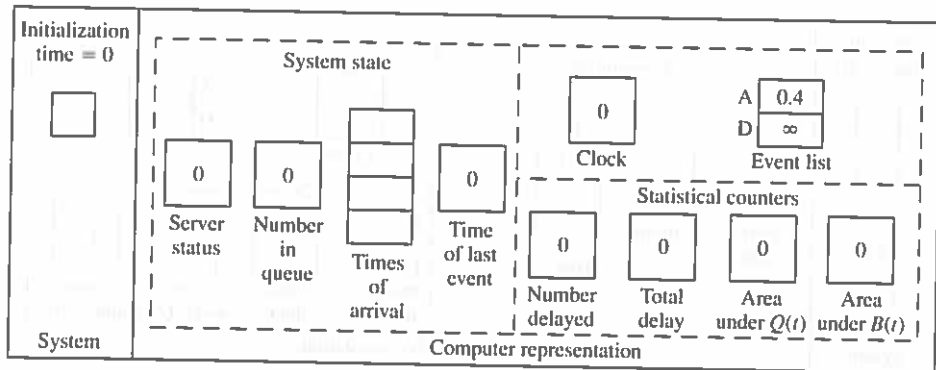 Initialization
time = 0
System
System state
0
Server
status
0
Number
in
queue
Times
of
arrival
0
Time
of last
event
0
Clock
A 0.4
D ∞
Event list
Statistical counters
0
Number
delayed
0
Total
delay
0
Area
under Q(t)
0
Area
under B(t)
Computer representation